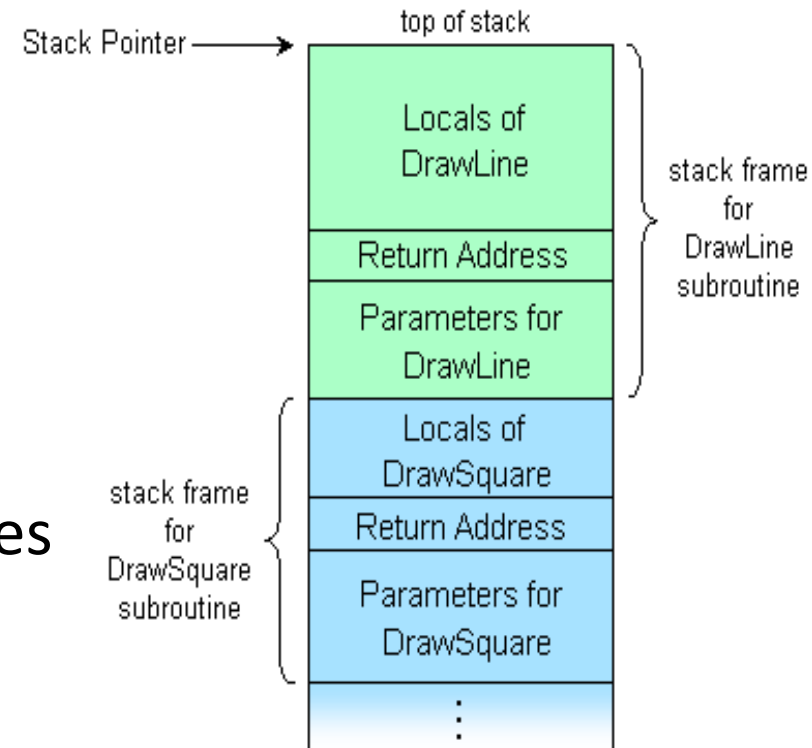 top of stack
Stack Pointer
Locals of
DrawLine
Return Address
Parameters for
DrawLine
stack frame
for
DrawLine
subroutine
Locals of
DrawSquare
Return Address
Parameters for
DrawSquare
stack frame
for
DrawSquare
subroutine
es
⋮